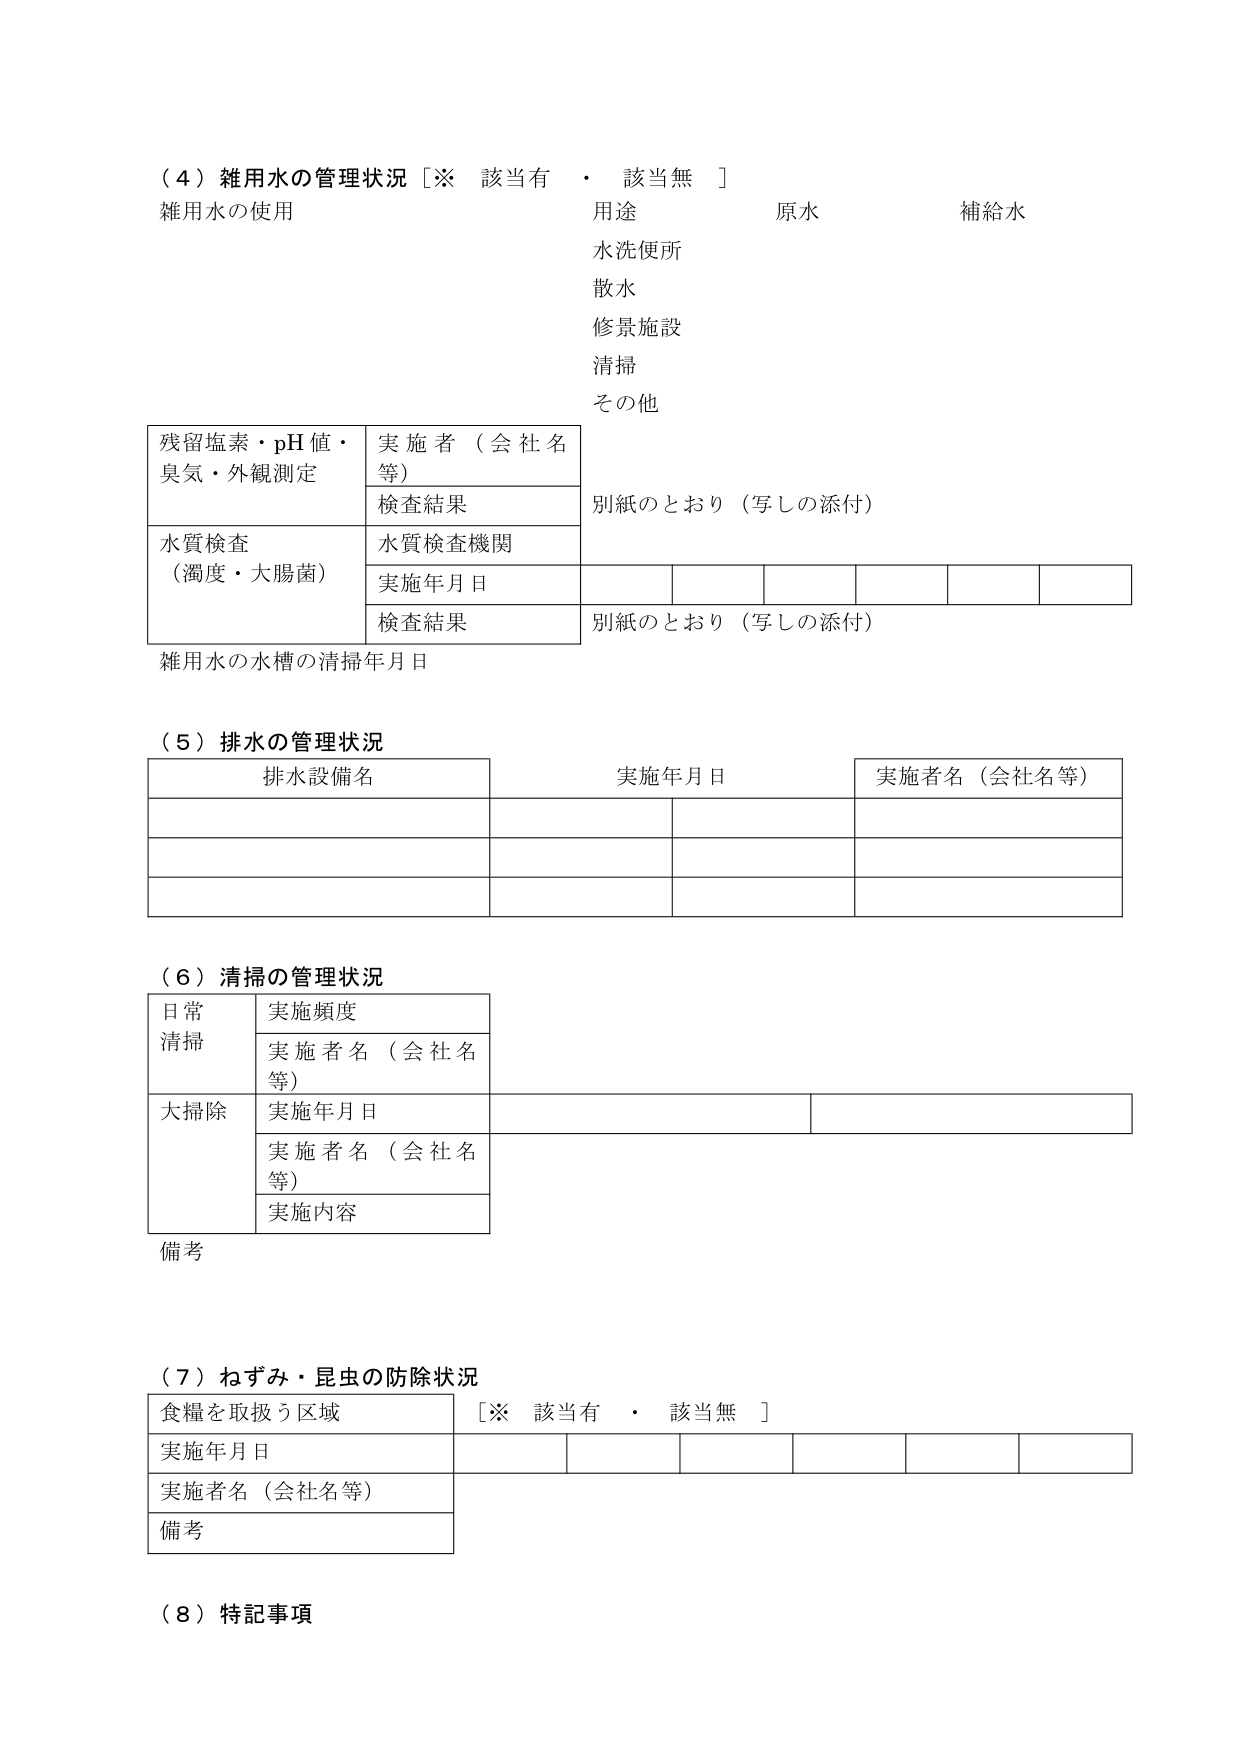 （４）雑用水の管理状況［※　該当有　・　該当無　］
雑用水の使用　用途　原水　補給水
水洗便所
散水
修景施設
清掃
その他
残留塩素・pH 値・
臭気・外観測定
実施者（会社名
等）
検査結果　別紙のとおり（写しの添付）
水質検査
（濁度・大腸菌）
水質検査機関
実施年月日
検査結果　別紙のとおり（写しの添付）
雑用水の水槽の清掃年月日
（５）排水の管理状況
排水設備名　実施年月日　実施者名（会社名等）
（６）清掃の管理状況
日常
清掃
実施頻度
実施者名（会社名
等）
大掃除　実施年月日
実施者名（会社名
等）
実施内容
備考
（７）ねずみ・昆虫の防除状況
食糧を取扱う区域　［※　該当有　・　該当無　］
実施年月日
実施者名（会社名等）
備考
（８）特記事項